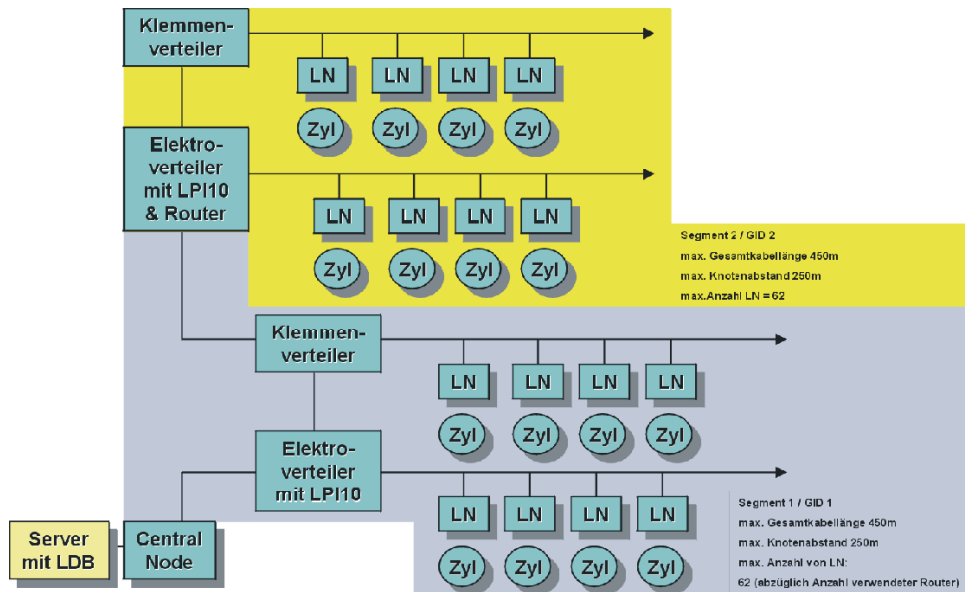 Klemmen-
verteiler
LN LN LN LN
Zyl Zyl Zyl Zyl
Elektro-
verteiler
mit LPI10
& Router
LN LN LN LN
Zyl Zyl Zyl Zyl
Segment 2 / GID 2
max. Gesamtkabellänge 450m
max. Knotenabstand 250m
max.Anzahl LN = 62
Klemmen-
verteiler
LN LN LN LN
Zyl Zyl Zyl Zyl
Elektro-
verteiler
mit LPI10
LN LN LN LN
Zyl Zyl Zyl Zyl
Segment 1 / GID 1
max. Gesamtkabellänge 450m
max. Knotenabstand 250m
max. Anzahl von LN:
62 (abzüglich Anzahl verwendeter Router)
Server
mit LDB
Central
Node